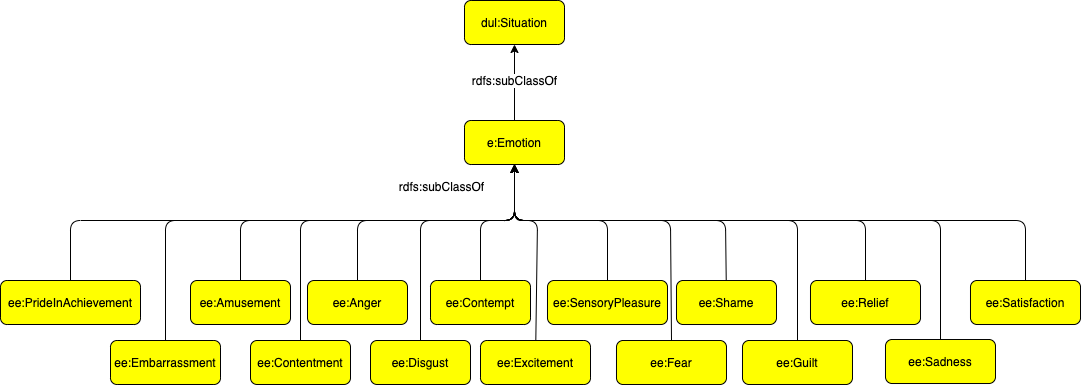 dul:Situation
rdfs:subClassOf
e:Emotion
rdfs:subClassOf
ee:PrideInAchievement
ee:Amusement
ee:Anger
ee:Contempt
ee:SensoryPleasure
ee:Shame
ee:Relief
ee:Satisfaction
ee:Embarrassment
ee:Contentment
ee:Disgust
ee:Excitement
ee:Fear
ee:Guilt
ee:Sadness